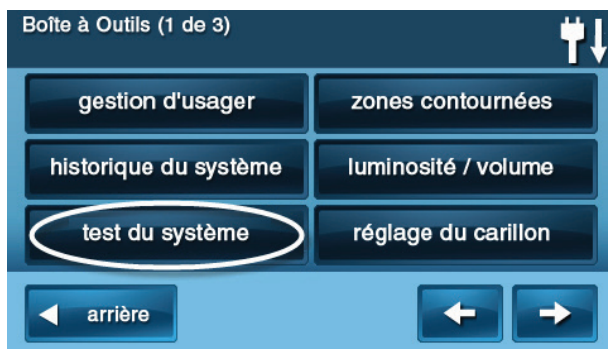 Boîte à Outils (1 de 3)
gestion d'usager
zones contournées
historique du système
luminosité / volume
test du système
réglage du carillon
arrière